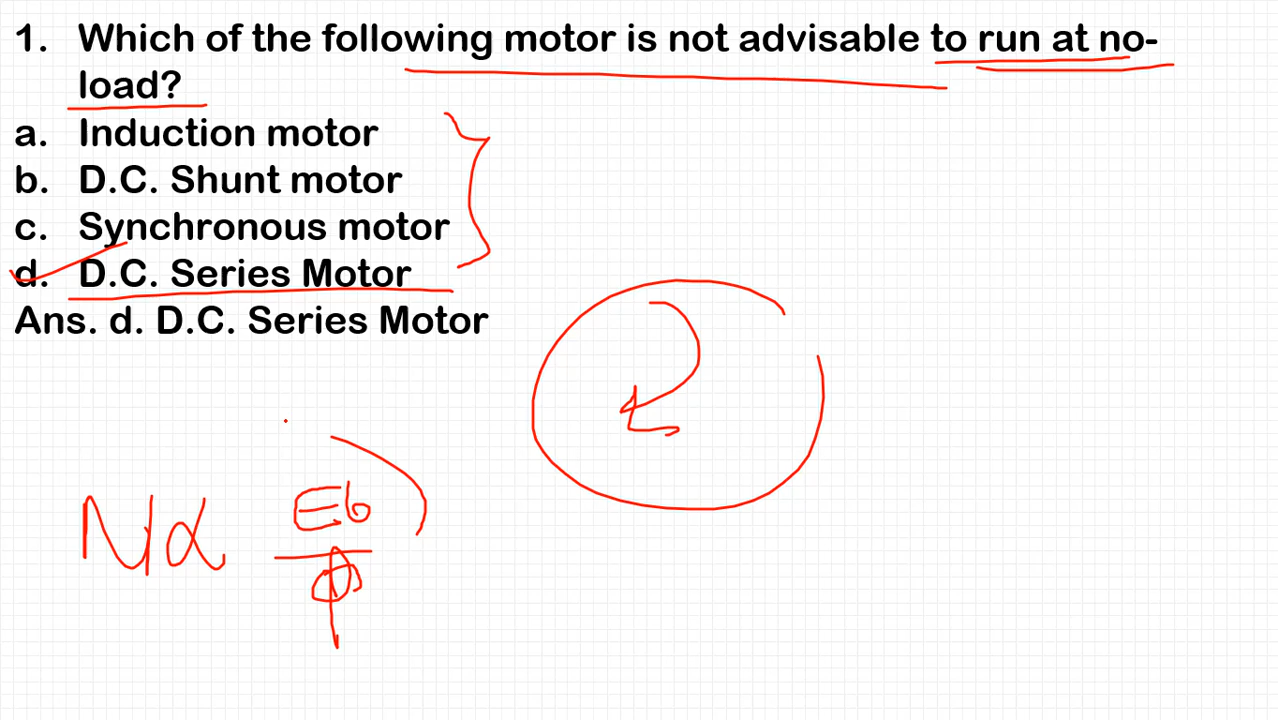 1. Which of the following motor is not advisable to run at no-
load?
a. Induction motor
b. D.C. Shunt motor
c. Synchronous motor
d. D.C. Series Motor
Ans. d. D.C. Series Motor
N α Eb
ϕ